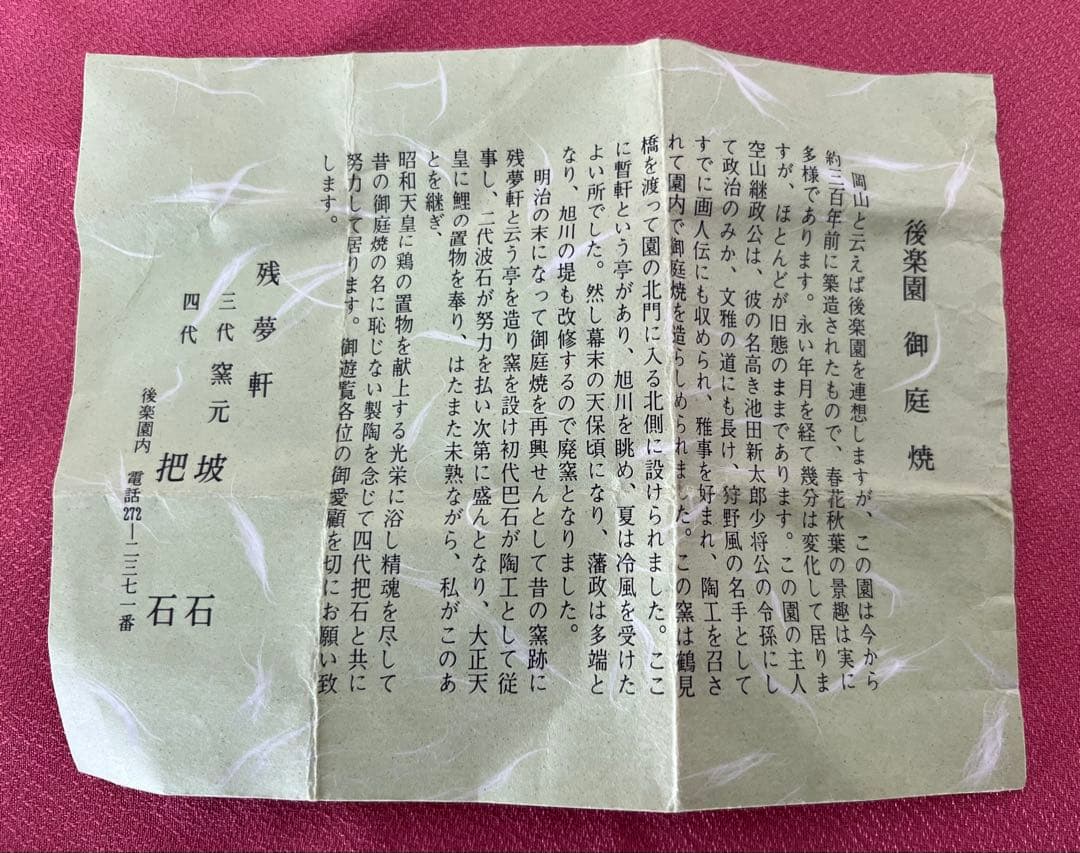 後楽園 御庭焼
岡山と云えば後楽園を連想しますが、この園は今から
約三百年前に築造されたもので、春花秋葉の景趣は実に
多様であります。永い年月を経て幾分は変化して居りま
すが、ほとんどが旧態のままであります。この園の主人
空山継政公は、彼の名高き池田新太郎少将公の令孫にし
て政治のみか、文雅の道にも長け、狩野風の名手として
すでに画人伝にも収められ、雅事を好まれ、陶工を召さ
れて園内で御庭焼を造らしめられました。この窯は鶴見
橋を渡って園の北門に入る北側に設けられました。ここ
に暫軒という亭があり、旭川を眺め、夏は冷風を受けた
よい所でした。然し幕末の天保頃になり、藩政は多端と
なり、旭川の堤も改修するので廃窯となりました。
明治の末になって御庭焼を再興せんとして昔の窯跡に
残夢軒と云う亭を造り窯を設け初代巴石が陶工として従
事し、二代波石が努力を払い次第に盛んとなり、大正天
皇に鯉の置物を奉り、はたまた未熟ながら、私がこのあ
とを継ぎ、
昭和天皇に鶏の置物を献上する光栄に浴し精魂を尽して
昔の御庭焼の名に恥じない製陶を念じて四代把石と共に
努力して居ります。御遊覧各位の御愛顧を切にお願い致
します。
残夢軒
三代窯元 坡石
四代 把石
後楽園内 電話272―二三七一番